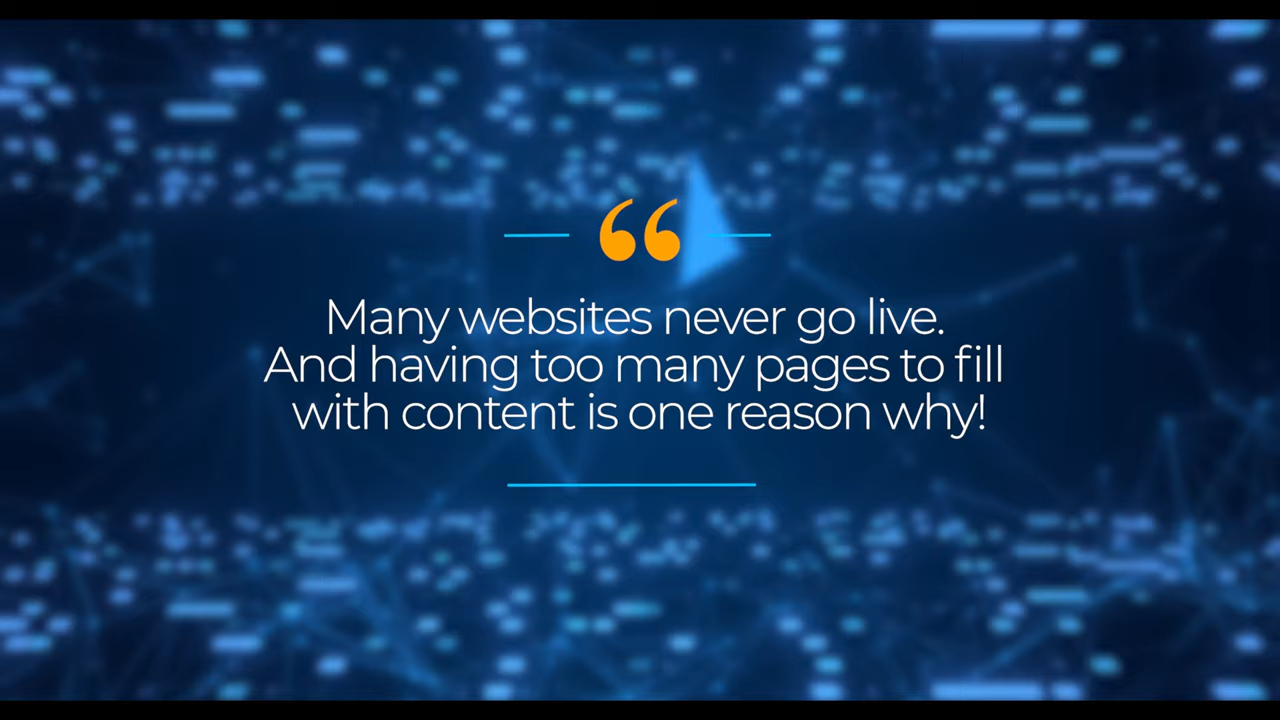 “
Many websites never go live.
And having too many pages to fill
with content is one reason why!